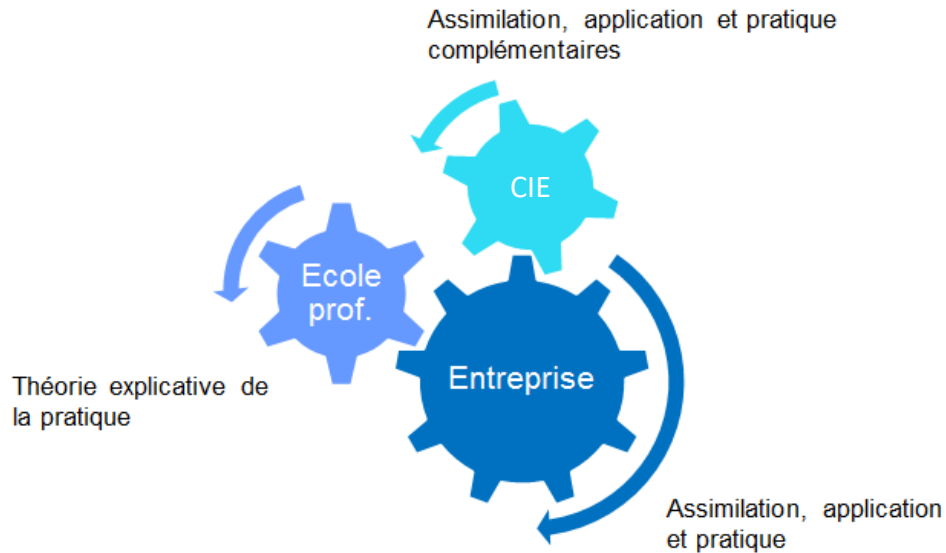 Assimilation, application et pratique
complémentaires
CIE
Ecole
prof.
Entreprise
Théorie explicative de
la pratique
Assimilation, application
et pratique